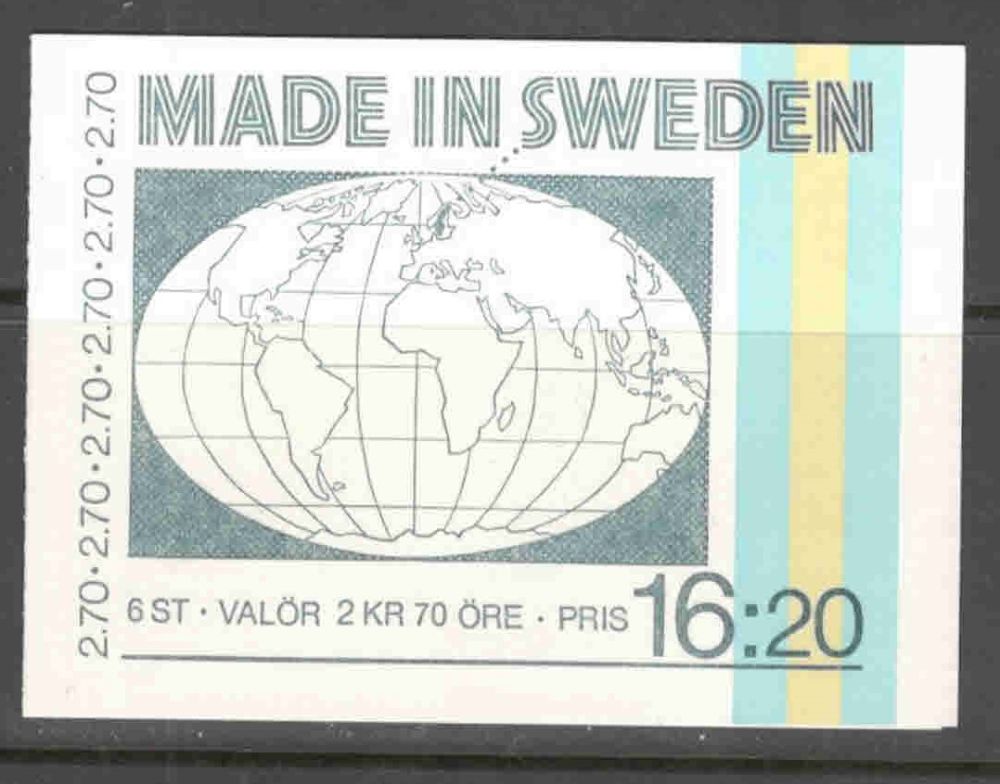 MADE IN SWEDEN
2.70 · 2.70 · 2.70 · 2.70 · 2.70 · 2.70
6 ST · VALÖR 2 KR 70 ÖRE · PRIS 16:20